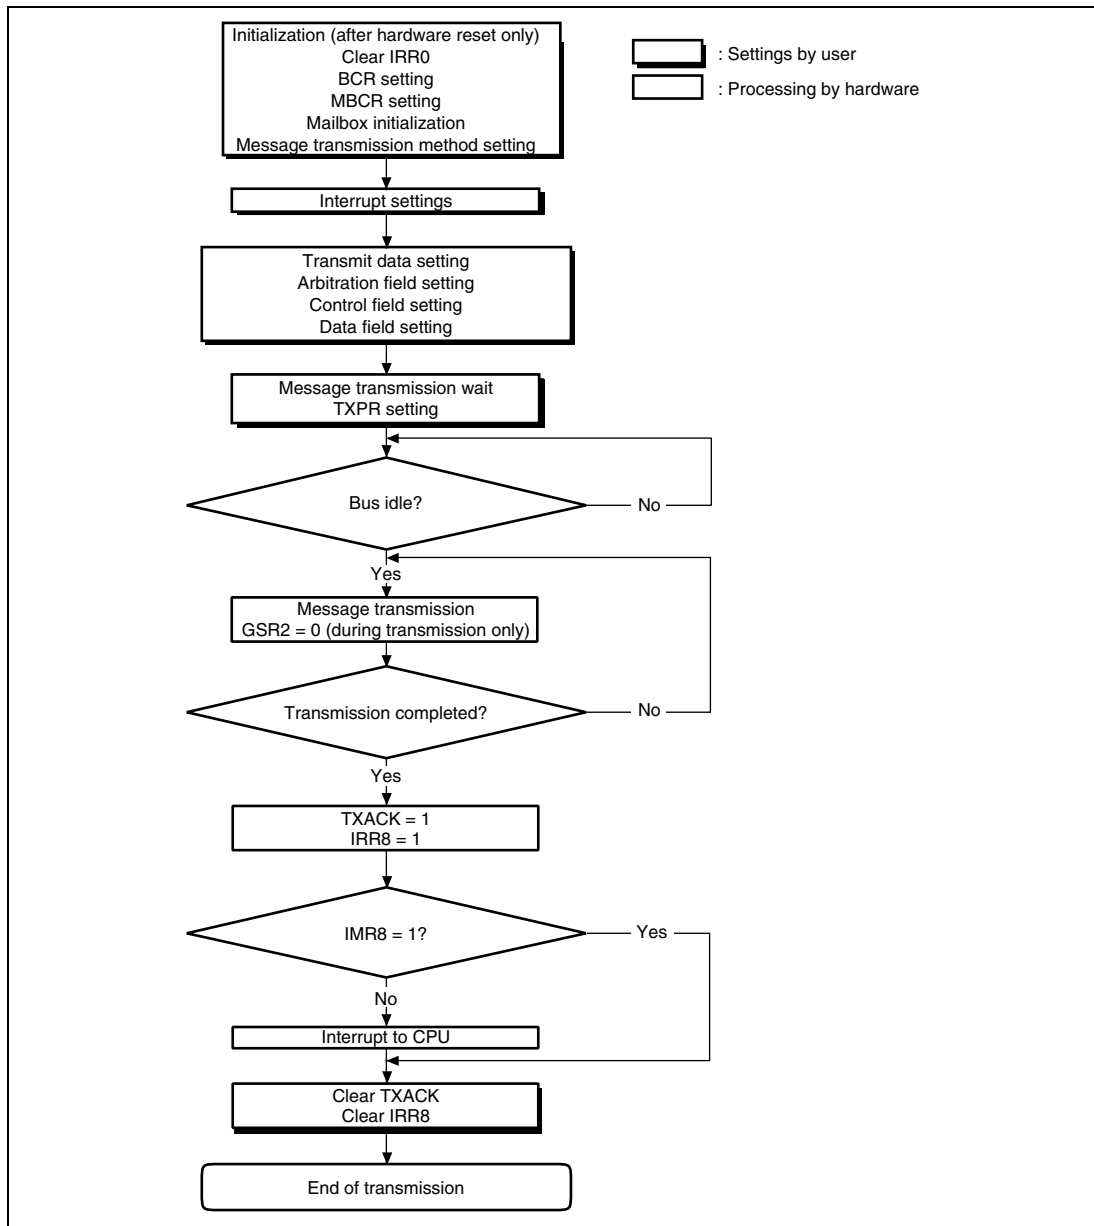 Initialization (after hardware reset only)
Clear IRR0
BCR setting
MBCR setting
Mailbox initialization
Message transmission method setting
: Settings by user
: Processing by hardware
Interrupt settings
Transmit data setting
Arbitration field setting
Control field setting
Data field setting
Message transmission wait
TXPR setting
Bus idle?
No
Yes
Message transmission
GSR2 = 0 (during transmission only)
Transmission completed?
No
Yes
TXACK = 1
IRR8 = 1
IMR8 = 1?
Yes
No
Interrupt to CPU
Clear TXACK
Clear IRR8
End of transmission